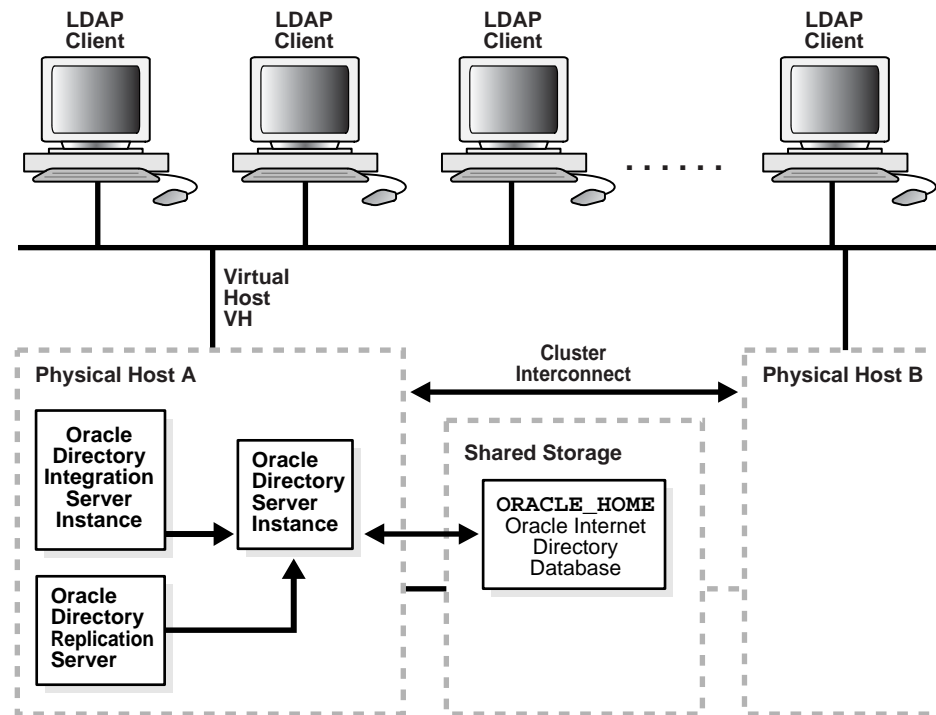 LDAP
Client
LDAP
Client
LDAP
Client
LDAP
Client
. . . . . .
Virtual
Host
VH
Physical Host A
Cluster
Interconnect
Physical Host B
Oracle
Directory
Integration
Server
Instance
Oracle
Directory
Server
Instance
Shared Storage
ORACLE_HOME
Oracle Internet
Directory
Database
Oracle
Directory
Replication
Server